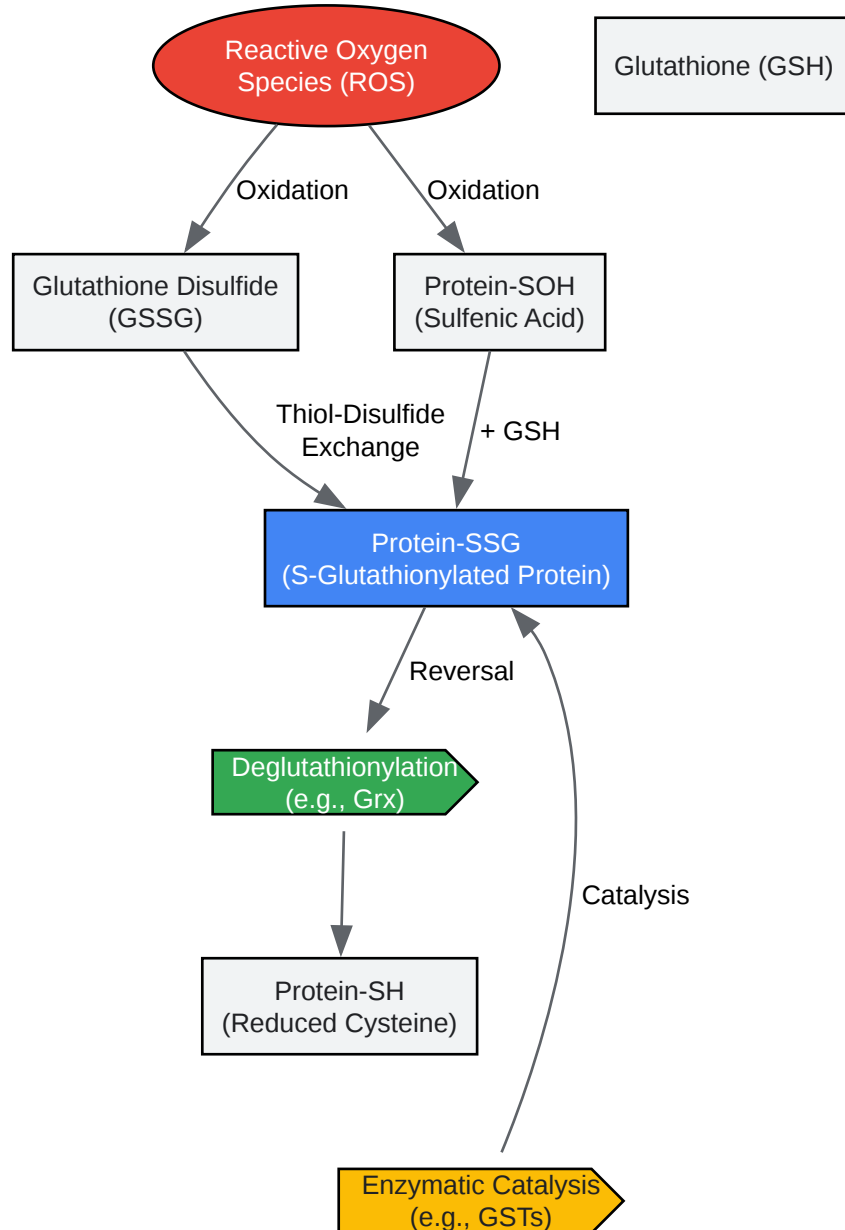 Reactive Oxygen
Species (ROS)
Glutathione (GSH)
Oxidation
Oxidation
Glutathione Disulfide
(GSSG)
Protein-SOH
(Sulfenic Acid)
Thiol-Disulfide
Exchange
+ GSH
Protein-SSG
(S-Glutathionylated Protein)
Reversal
Deglutathionylation
(e.g., Grx)
Catalysis
Protein-SH
(Reduced Cysteine)
Enzymatic Catalysis
(e.g., GSTs)